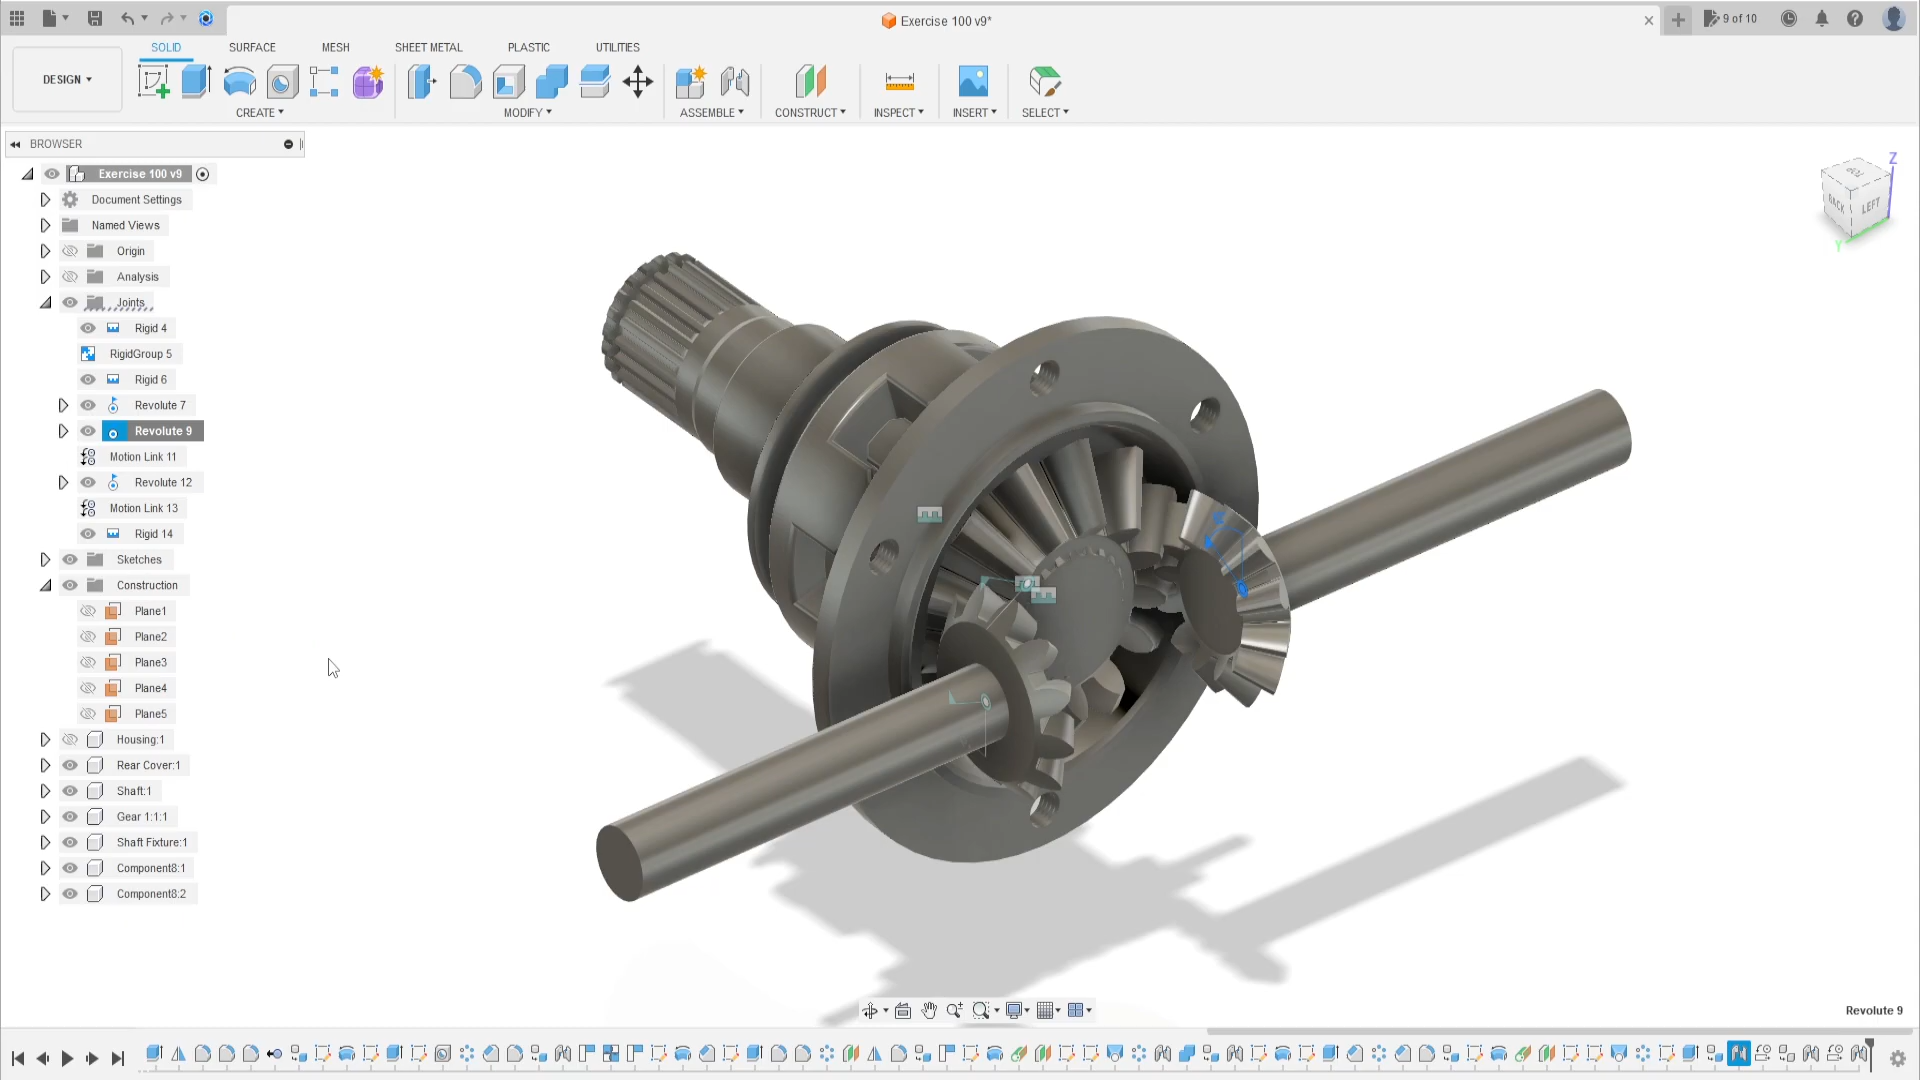 Exercise 100 v9*
9 of 10
DESIGN
SOLID SURFACE MESH SHEET METAL PLASTIC UTILITIES
CREATE MODIFY ASSEMBLE CONSTRUCT INSPECT INSERT SELECT
BROWSER
Exercise 100 v9
Document Settings
Named Views
Origin
Analysis
Joints
Rigid 4
RigidGroup 5
Rigid 6
Revolute 7
Revolute 9
Motion Link 11
Revolute 12
Motion Link 13
Rigid 14
Sketches
Construction
Plane1
Plane2
Plane3
Plane4
Plane5
Housing:1
Rear Cover:1
Shaft:1
Gear 1:1:1
Shaft Fixture:1
Component8:1
Component8:2
Z
TOP
BACK LEFT
Y
Revolute 9